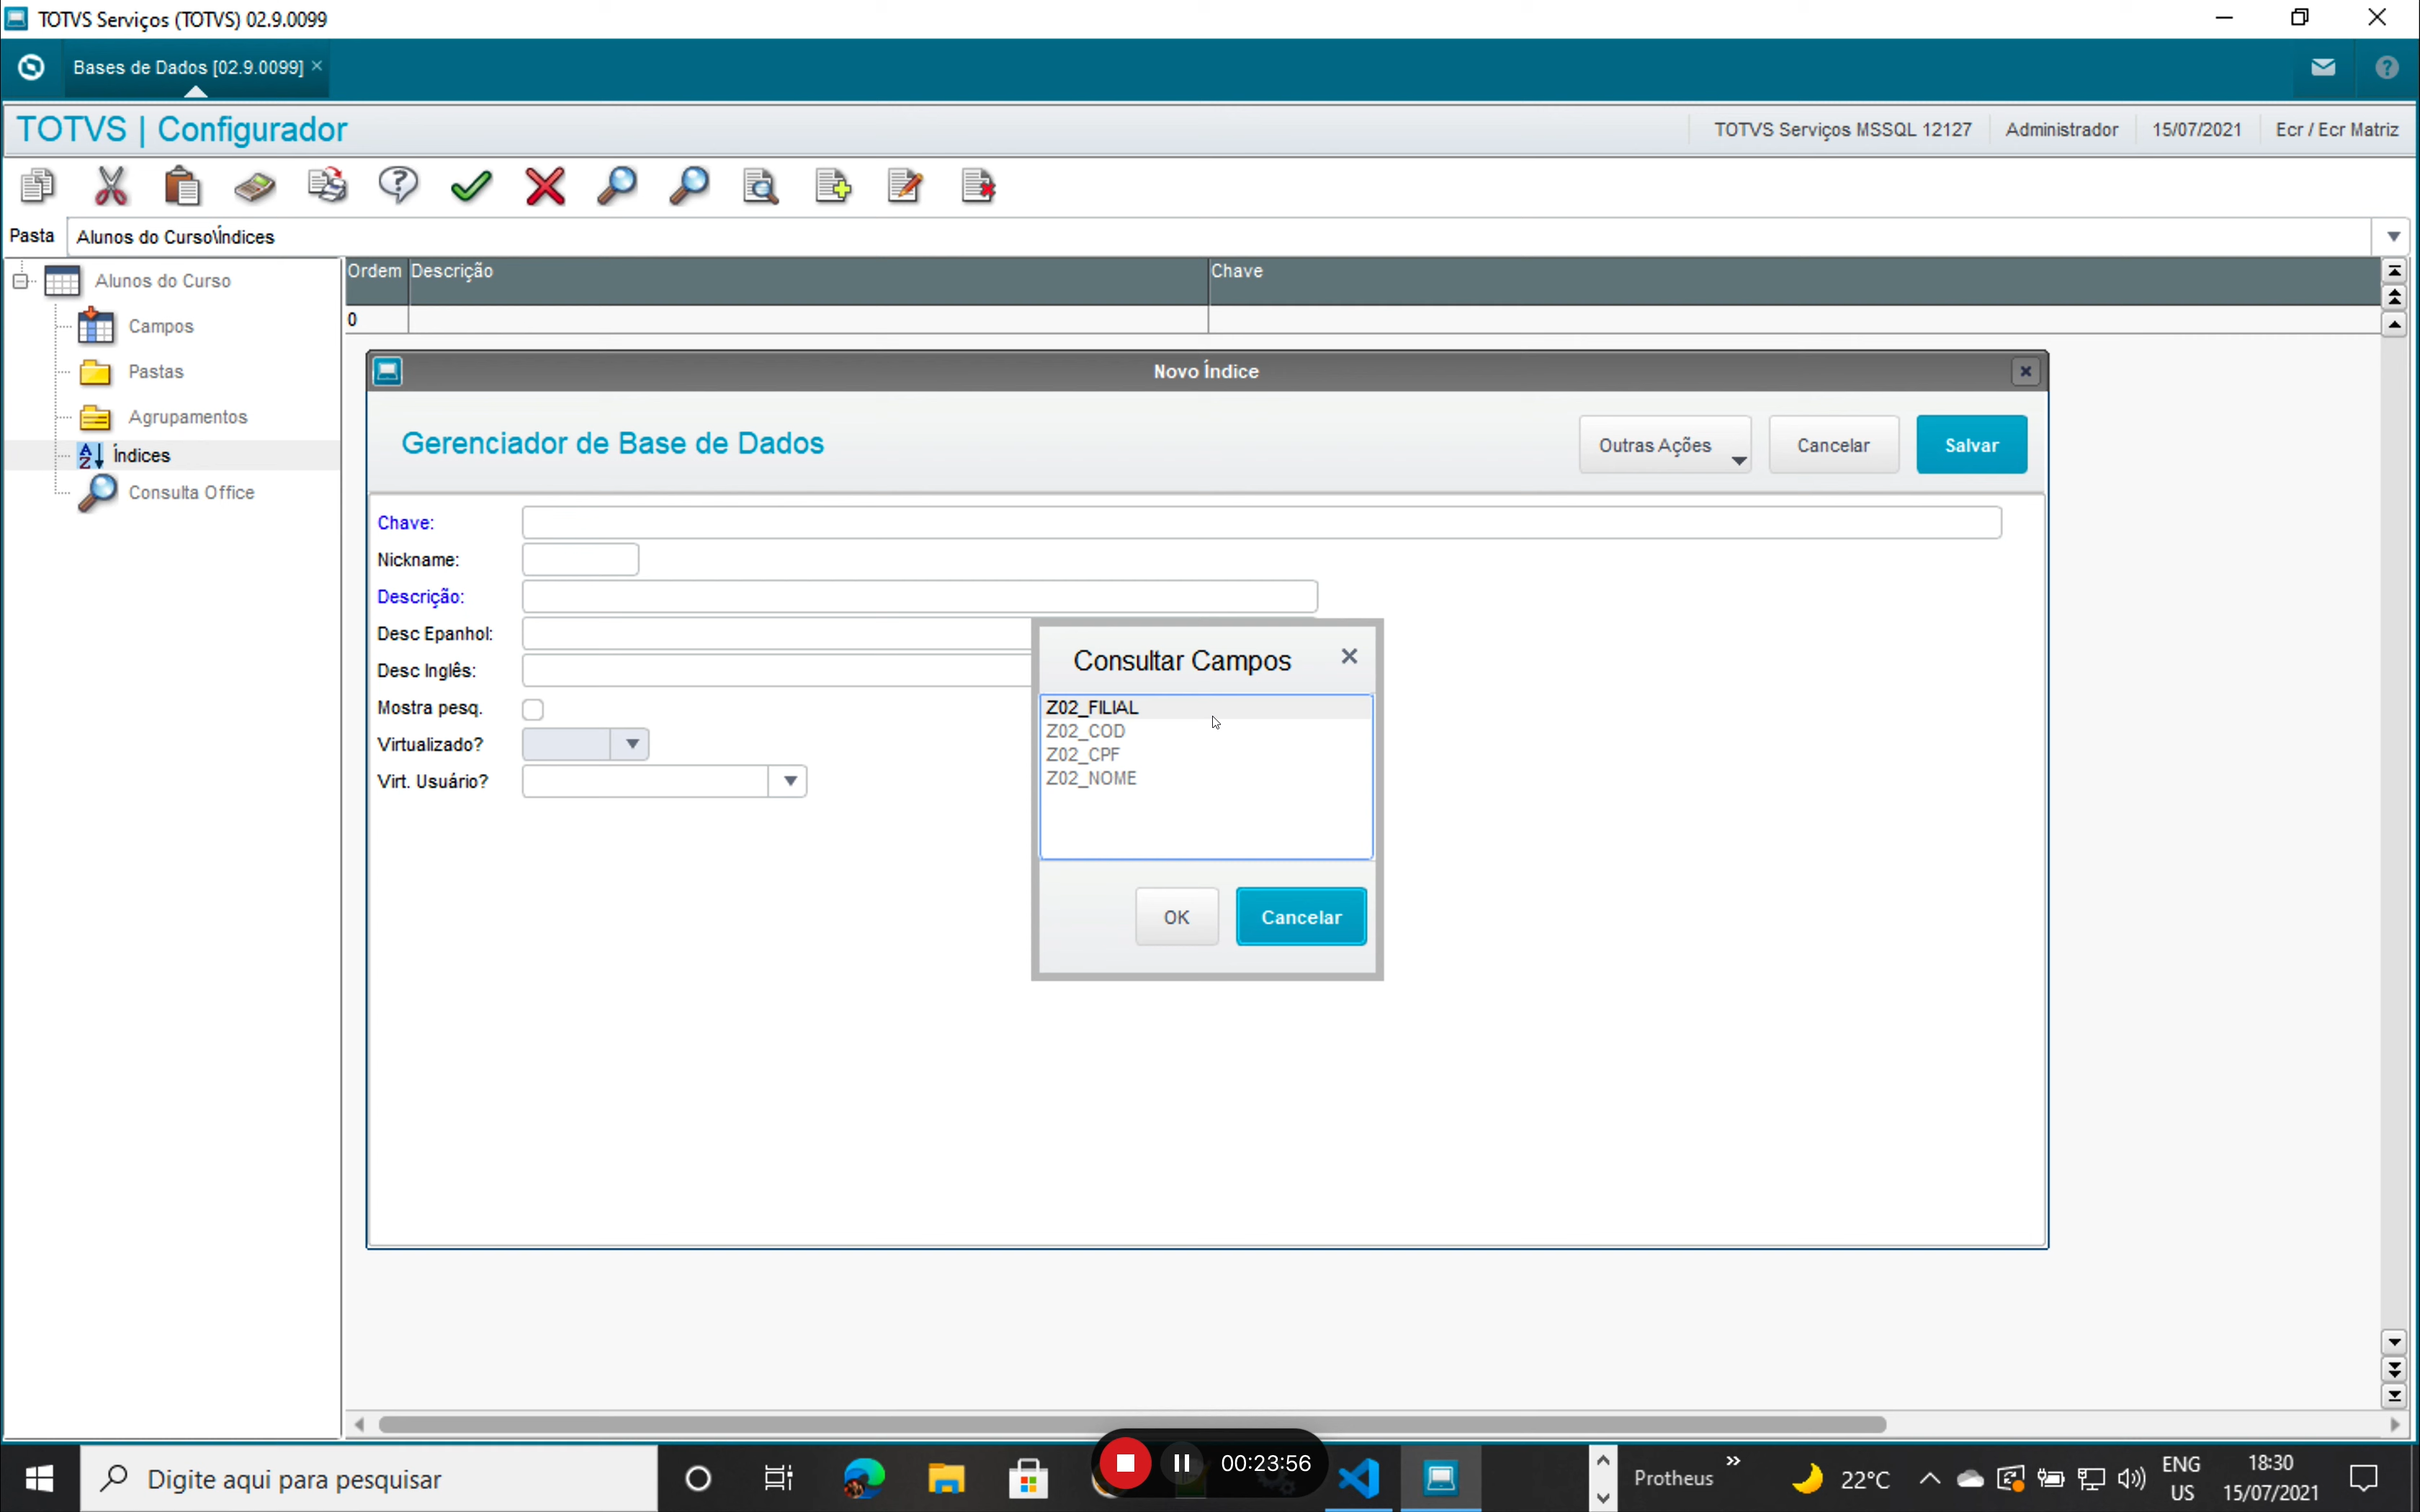 TOTVS Serviços (TOTVS) 02.9.0099
Bases de Dados [02.9.0099]
TOTVS | Configurador
TOTVS Serviços MSSQL 12127
Administrador
15/07/2021
Ecr / Ecr Matriz
Pasta
Alunos do Curso\Índices
Alunos do Curso
Campos
Pastas
Agrupamentos
Índices
Consulta Office
Ordem
Descrição
Chave
0
Novo Índice
Gerenciador de Base de Dados
Outras Ações
Cancelar
Salvar
Chave:
Nickname:
Descrição:
Desc Epanhol:
Desc Inglês:
Mostra pesq.
Virtualizado?
Virt. Usuário?
Consultar Campos
Z02_FILIAL
Z02_COD
Z02_CPF
Z02_NOME
OK
Cancelar
Digite aqui para pesquisar
00:23:56
Protheus
22°C
ENG
US
18:30
15/07/2021